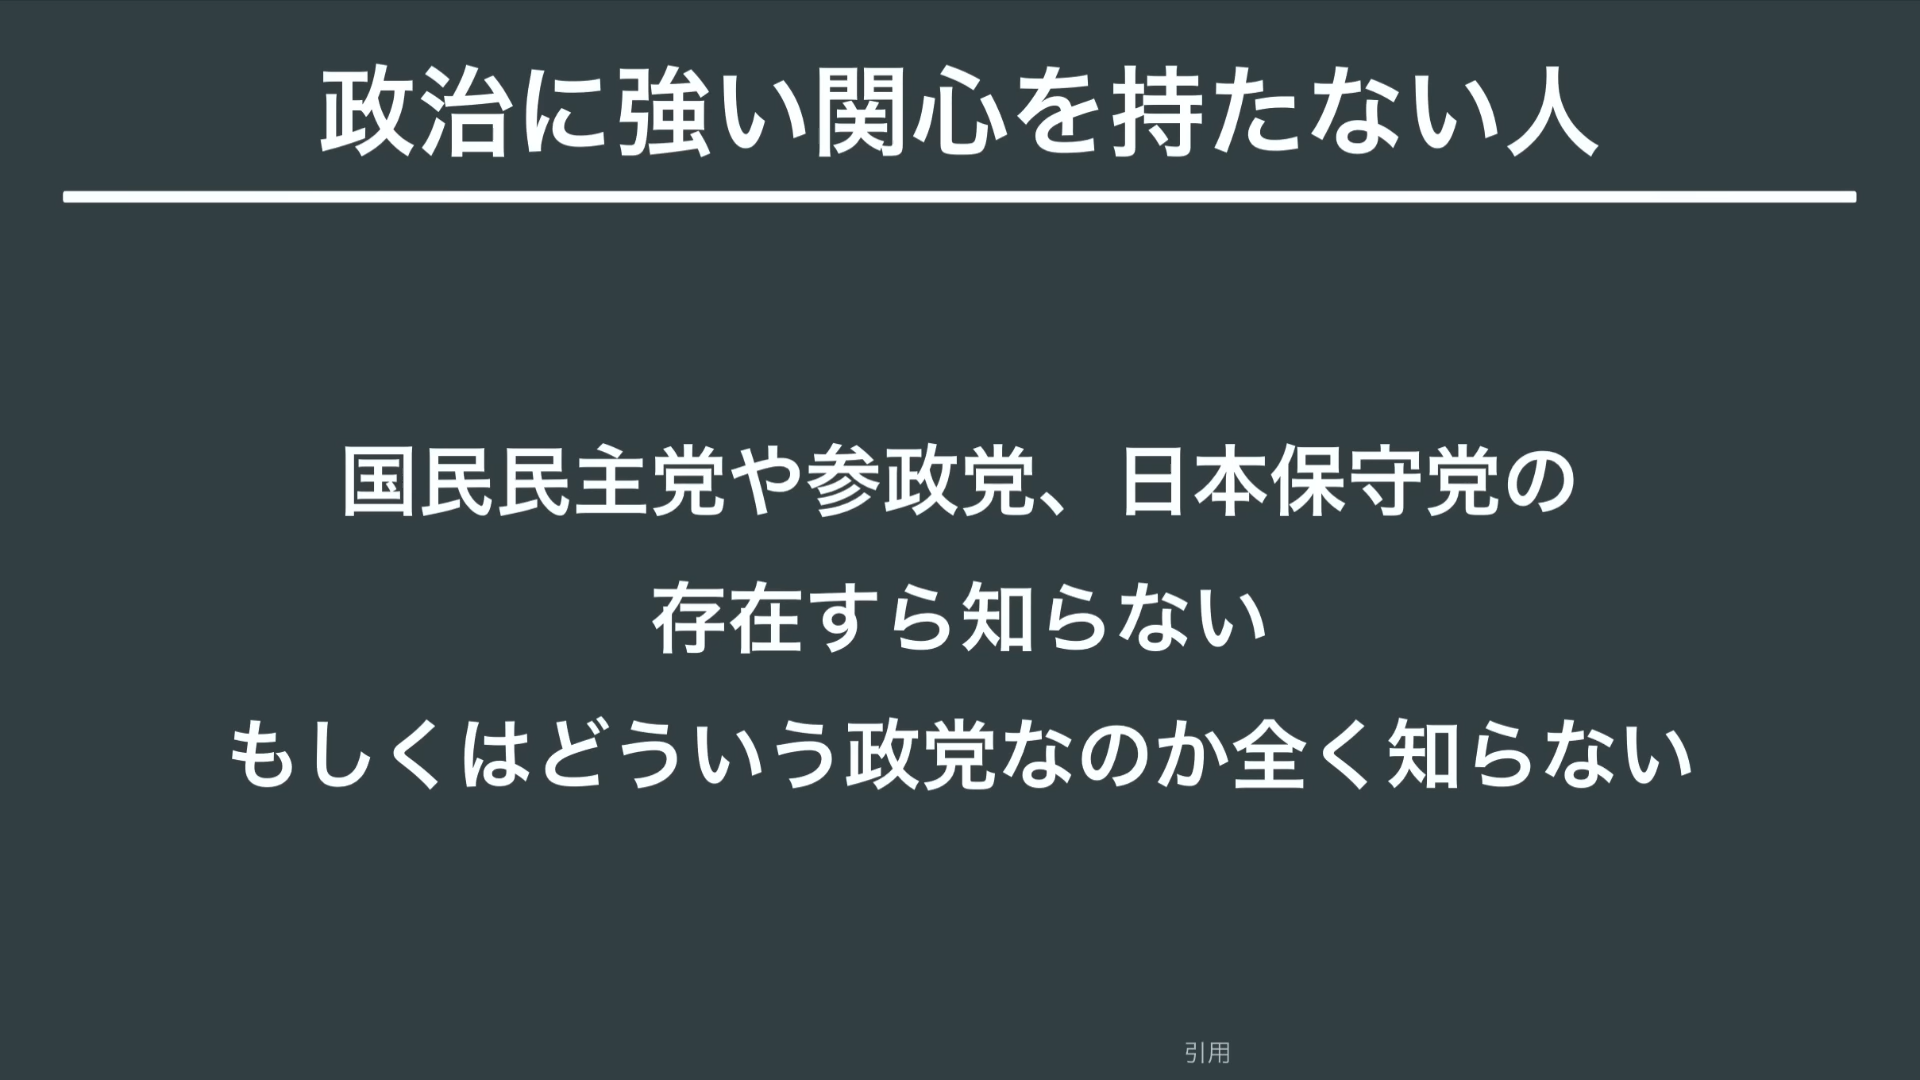 政治に強い関心を持たない人
国民民主党や参政党、日本保守党の
存在すら知らない
もしくはどういう政党なのか全く知らない
引用